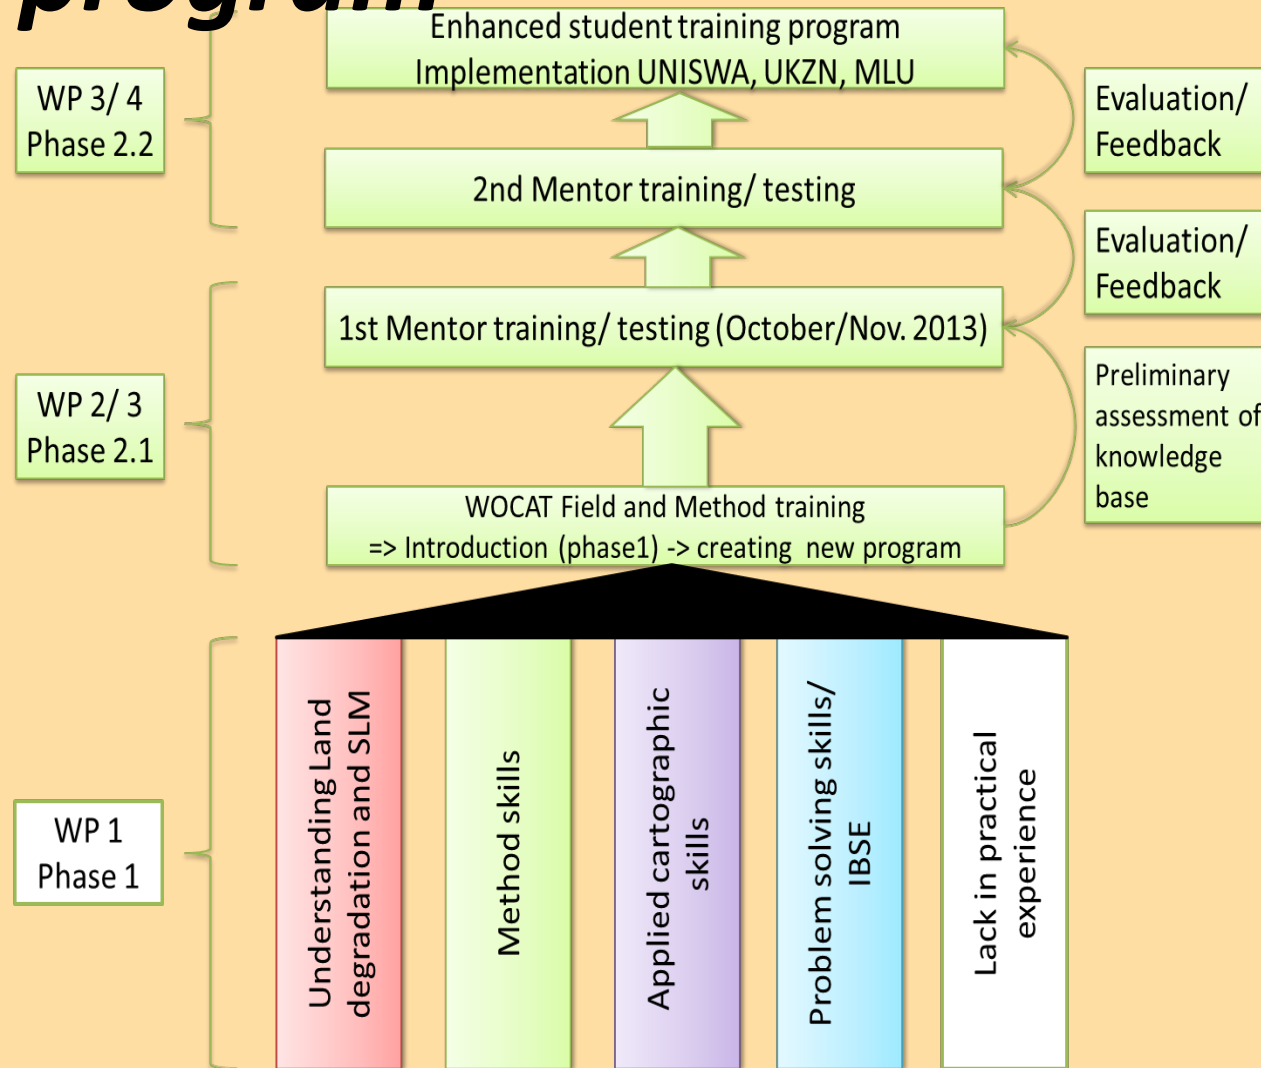 program
Enhanced student training program
Implementation UNISWA, UKZN, MLU
WP 3/ 4
Phase 2.2
Evaluation/
Feedback
2nd Mentor training/ testing
Evaluation/
Feedback
1st Mentor training/ testing (October/Nov. 2013)
WP 2/ 3
Phase 2.1
Preliminary
assessment of
knowledge
base
WOCAT Field and Method training
=> Introduction (phase1) -> creating new program
WP 1
Phase 1
Understanding Land
degradation and SLM
Method skills
Applied cartographic
skills
Problem solving skills/
IBSE
Lack in practical
experience